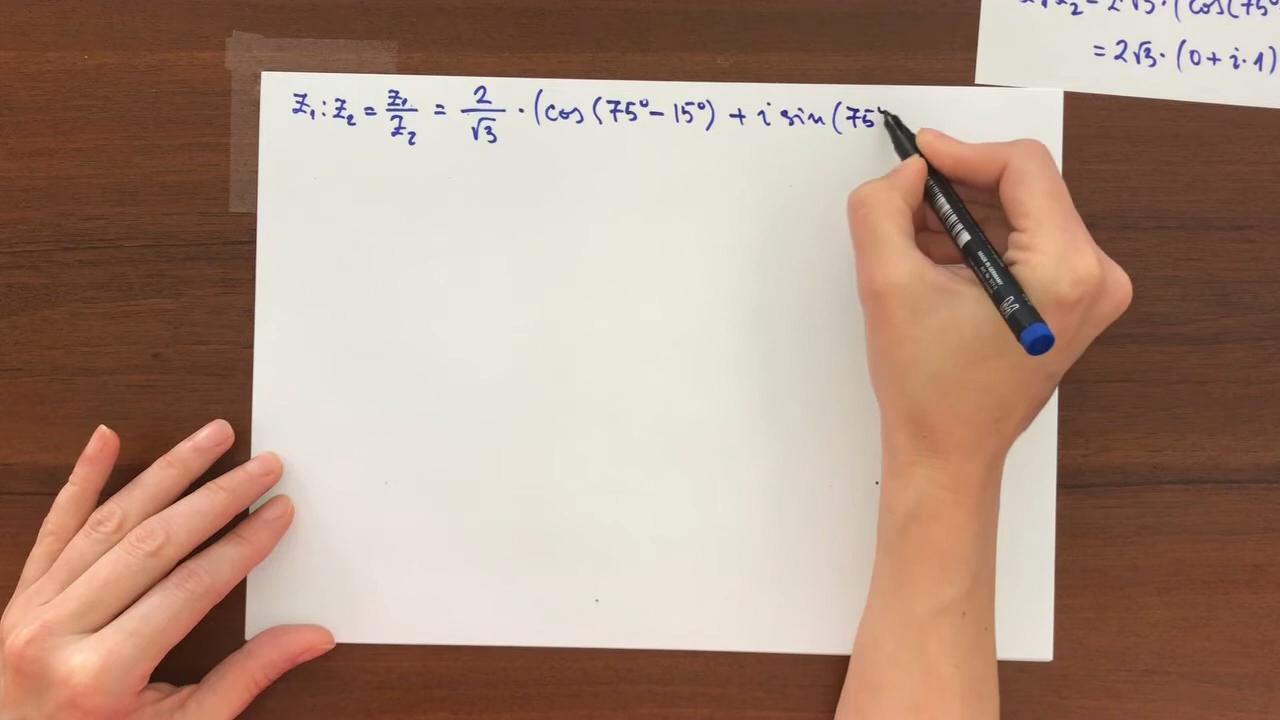 z₁ : z₂ = z₁/z₂ = 2/√3 · (cos(75° - 15°) + i sin(75°
= 2√3 · (0 + i · 1)